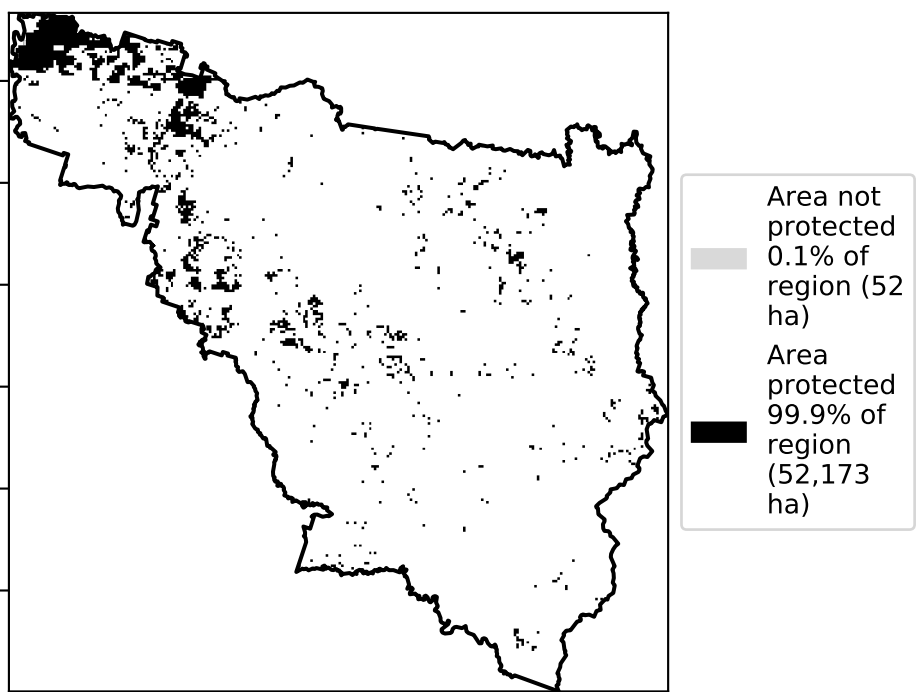 Area not
protected
0.1% of
region (52
ha)
Area
protected
99.9% of
region
(52,173
ha)